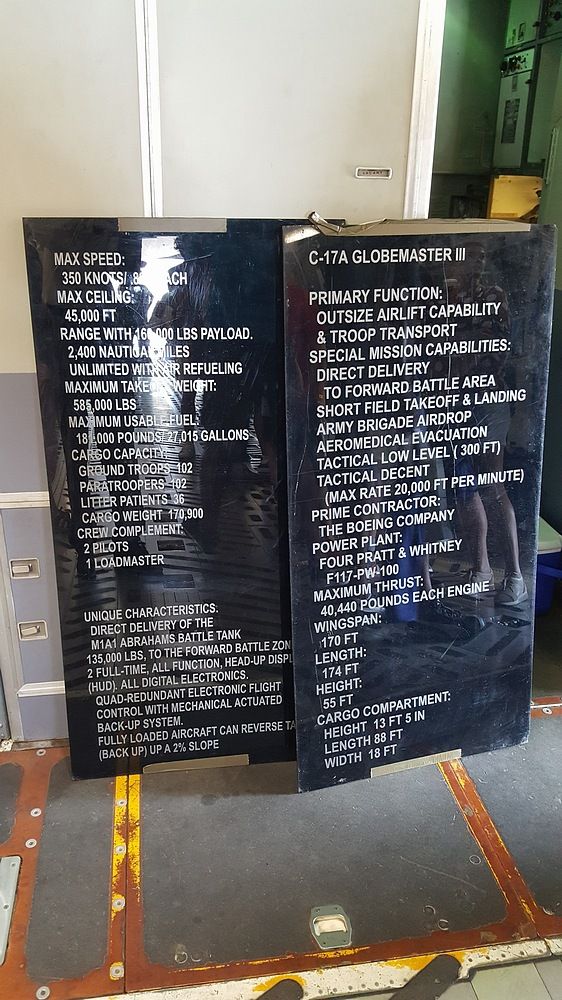 MAX SPEED:
350 KNOTS/
MAX CEILING:
45,000 FT
RANGE WITH 160,000 LBS PAYLOAD.
2,400 NAUTICAL MILES
UNLIMITED WITH AIR REFUELING
MAXIMUM TAKEOFF WEIGHT:
585,000 LBS
MAXIMUM USABLE FUEL:
POUNDS/ 27,015 GALLONS
CARGO CAPACITY:
GROUND TROOPS 102
PARATROOPERS 102
LITTER PATIENTS 36
CARGO WEIGHT 170,900
CREW COMPLEMENT:
2 PILOTS
1 LOADMASTER
UNIQUE CHARACTERISTICS:
DIRECT DELIVERY OF THE
M1A1 ABRAHAMS BATTLE TANK
135,000 LBS, TO THE FORWARD BATTLE ZON
2 FULL-TIME, ALL FUNCTION, HEAD-UP DISPL
(HUD). ALL DIGITAL ELECTRONICS.
QUAD-REDUNDANT ELECTRONIC FLIGHT
CONTROL WITH MECHANICAL ACTUATED
BACK-UP SYSTEM.
FULLY LOADED AIRCRAFT CAN REVERSE TA
(BACK UP) UP A 2% SLOPE
C-17A GLOBEMASTER III
PRIMARY FUNCTION:
OUTSIZE AIRLIFT CAPABILITY
& TROOP TRANSPORT
SPECIAL MISSION CAPABILITIES:
DIRECT DELIVERY
TO FORWARD BATTLE AREA
SHORT FIELD TAKEOFF & LANDING
ARMY BRIGADE AIRDROP
AEROMEDICAL EVACUATION
TACTICAL LOW LEVEL ( 300 FT)
TACTICAL DECENT
(MAX RATE 20,000 FT PER MINUTE)
PRIME CONTRACTOR:
THE BOEING COMPANY
POWER PLANT:
FOUR PRATT & WHITNEY
F117-PW-100
MAXIMUM THRUST:
40,440 POUNDS EACH ENGINE
WINGSPAN:
170 FT
LENGTH:
174 FT
HEIGHT:
55 FT
CARGO COMPARTMENT:
HEIGHT 13 FT 5 IN
LENGTH 88 FT
WIDTH 18 FT